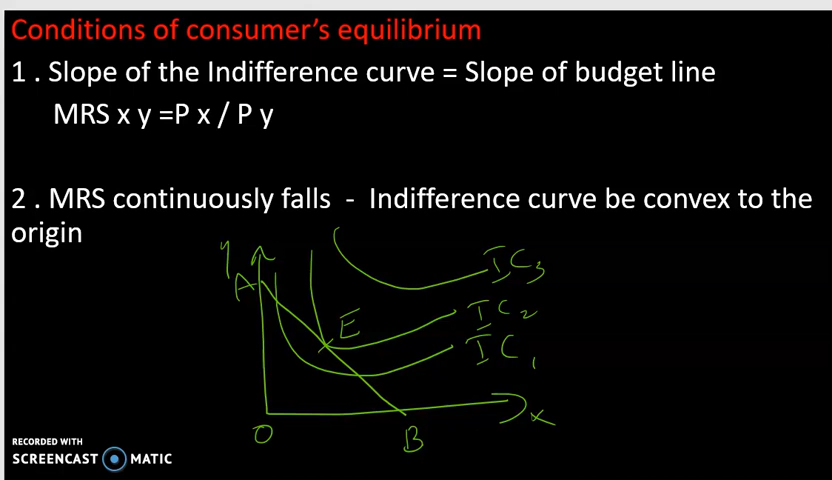 Conditions of consumer's equilibrium
1 . Slope of the Indifference curve = Slope of budget line
MRS x y =P x / P y
2 . MRS continuously falls - Indifference curve be convex to the
origin
y
A
IC3
IC2
E
IC1
x
O
B
RECORDED WITH
SCREENCAST MATIC